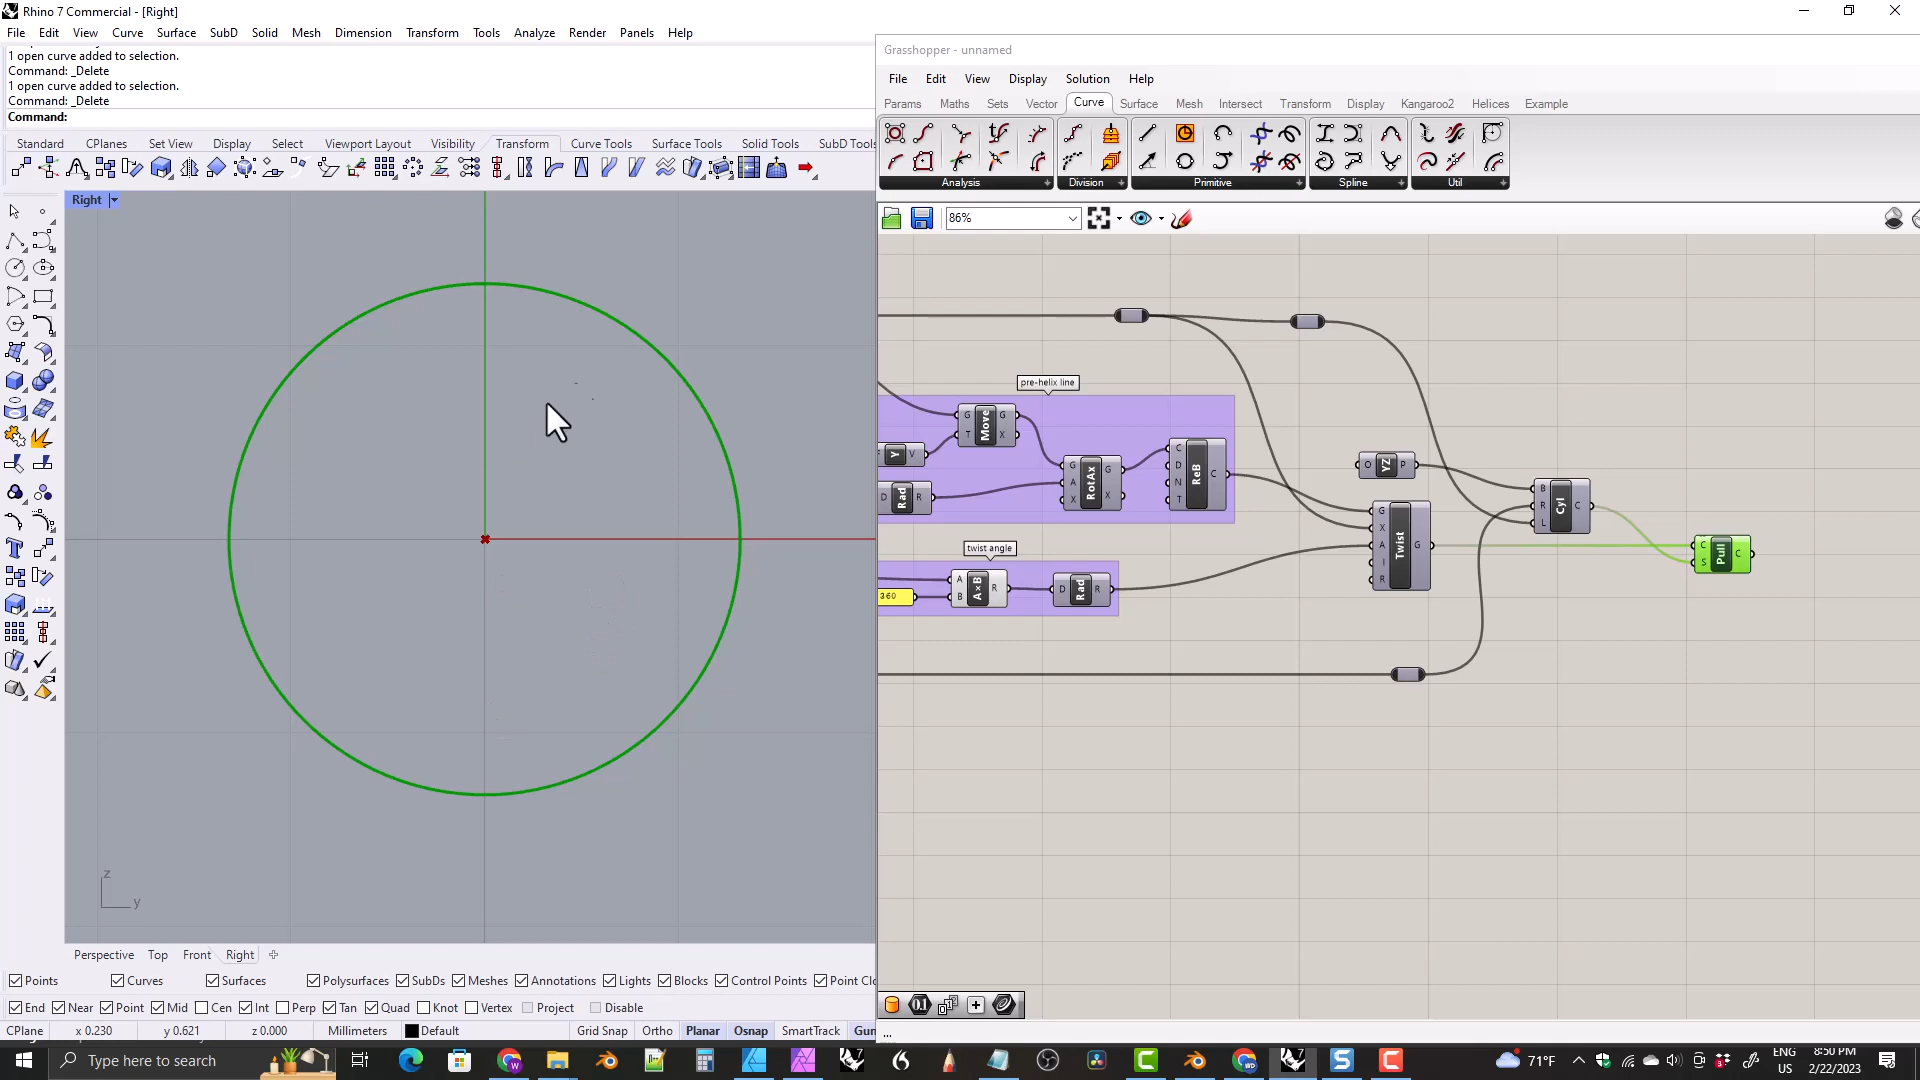 Rhino 7 Commercial - [Right]
File Edit View Curve Surface SubD Solid Mesh Dimension Transform Tools Analyze Render Panels Help
1 open curve added to selection.
Command: _Delete
1 open curve added to selection.
Command: _Delete
Command:
Standard CPlanes Set View Display Select Viewport Layout Visibility Transform Curve Tools Surface Tools Solid Tools SubD Tools
Right
z
y
Perspective Top Front Right
Points Curves Surfaces Polysurfaces SubDs Meshes Annotations Lights Blocks Control Points Point Clo
End Near Point Mid Cen Int Perp Tan Quad Knot Vertex Project Disable
CPlane x 0.230 y 0.621 z 0.000 Millimeters Default Grid Snap Ortho Planar Osnap SmartTrack Gum
Grasshopper - unnamed
File Edit View Display Solution Help
Params Maths Sets Vector Curve Surface Mesh Intersect Transform Display Kangaroo2 Helices Example
Analysis Division Primitive Spline Util
86%
pre-helix line
G T Move G X
Y V
D Rad R
G A X RotAx G X
C D N T ReB C
twist angle
360
A B A×B R
D Rad R
O YZ P
G X A I R Twist G
B R L Cyl C
C S Pull C
...
Type here to search
71°F
ENG
US
8:50 PM
2/22/2023